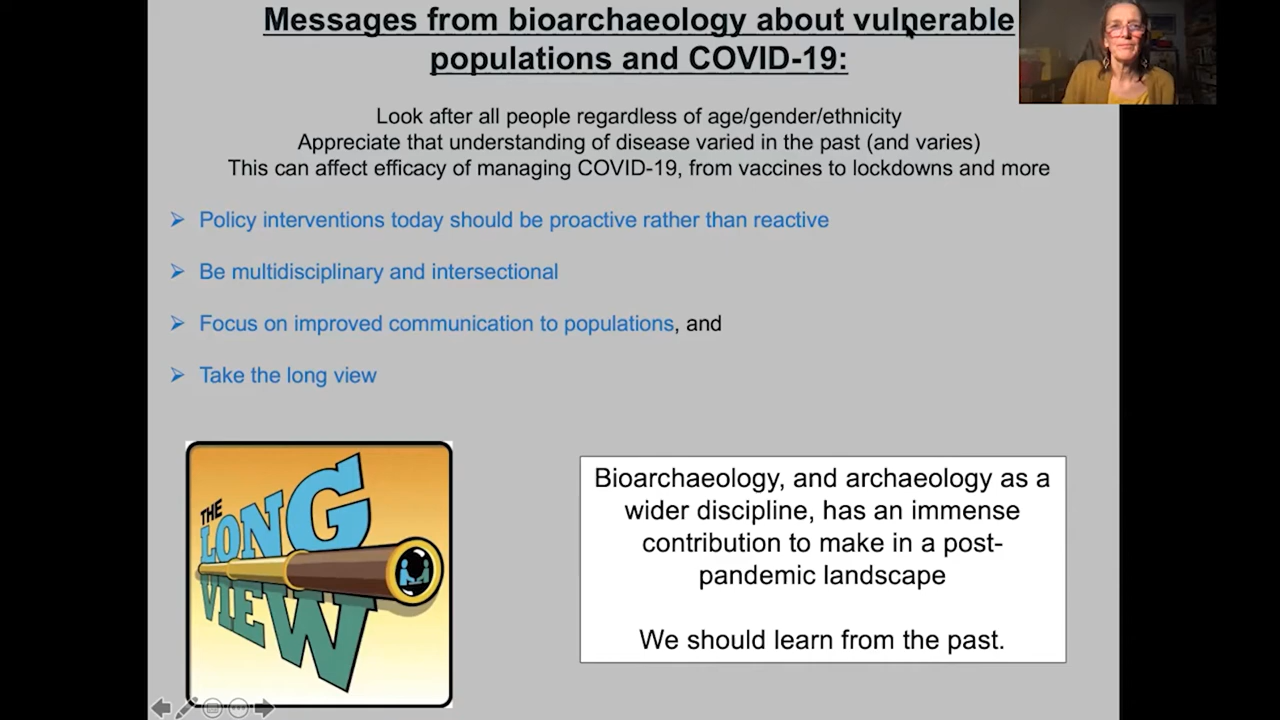 Messages from bioarchaeology about vulnerable
populations and COVID-19:
Look after all people regardless of age/gender/ethnicity
Appreciate that understanding of disease varied in the past (and varies)
This can affect efficacy of managing COVID-19, from vaccines to lockdowns and more
➢ Policy interventions today should be proactive rather than reactive
➢ Be multidisciplinary and intersectional
➢ Focus on improved communication to populations, and
➢ Take the long view
THE
LONG
VIEW
Bioarchaeology, and archaeology as a
wider discipline, has an immense
contribution to make in a post-
pandemic landscape
We should learn from the past.